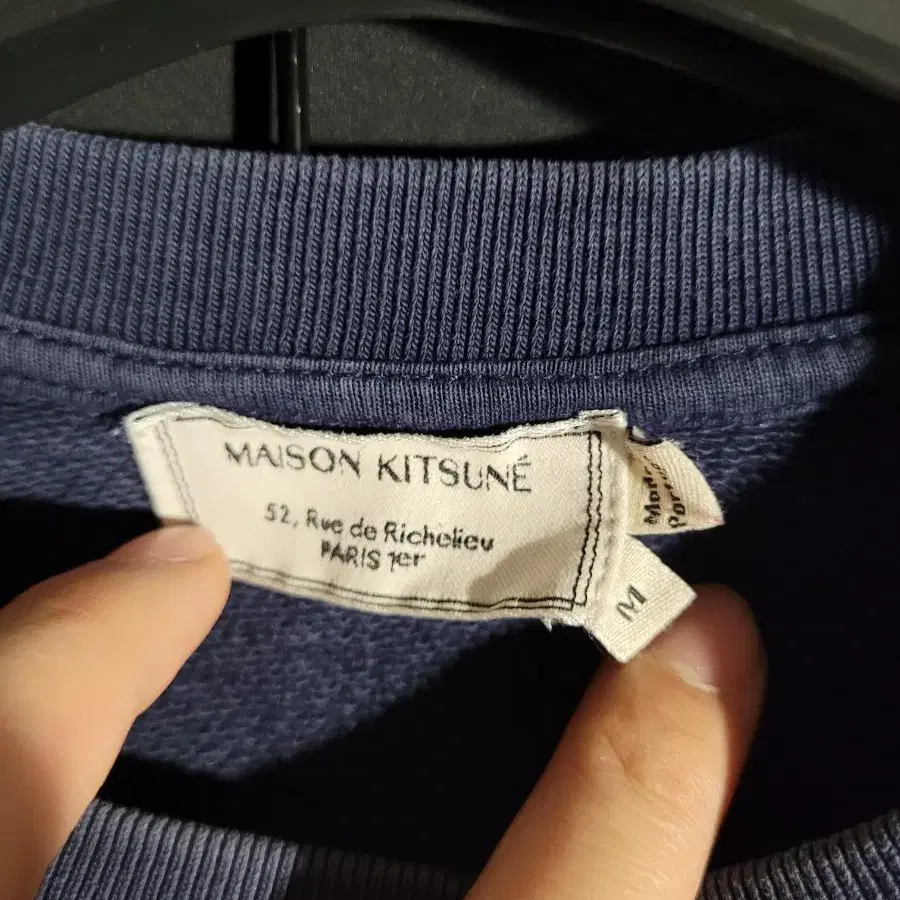 MAISON KITSUNÉ
52, Rue de Richelieu
PARIS 1er
M